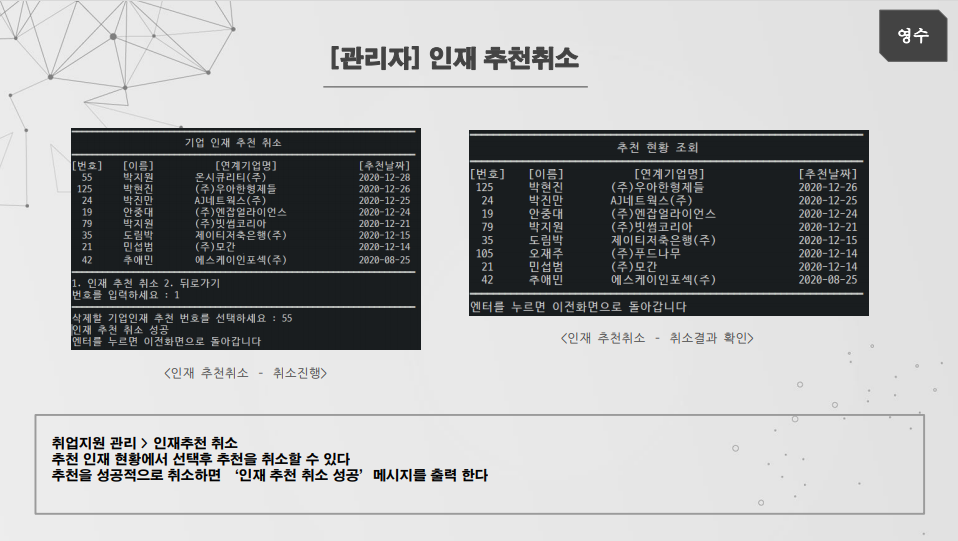 영수
[관리자] 인재 추천취소
기업 인재 추천 취소
[번호] [이름] [연계기업명] [추천날짜]
55 박지원 온시큐리티(주) 2020-12-28
125 박현진 (주)우아한형제들 2020-12-26
24 박진만 AJ네트웍스(주) 2020-12-25
19 안중대 (주)엔잡얼라이언스 2020-12-24
79 박지원 (주)빗썸코리아 2020-12-21
35 도림박 제이티저축은행(주) 2020-12-15
21 민섭범 (주)모간 2020-12-14
42 추애민 에스케이인포섹(주) 2020-08-25
1. 인재 추천 취소 2. 뒤로가기
번호를 입력하세요 : 1
삭제할 기업인재 추천 번호를 선택하세요 : 55
인재 추천 취소 성공
엔터를 누르면 이전화면으로 돌아갑니다
<인재 추천취소 - 취소진행>
추천 현황 조회
[번호] [이름] [연계기업명] [추천날짜]
125 박현진 (주)우아한형제들 2020-12-26
24 박진만 AJ네트웍스(주) 2020-12-25
19 안중대 (주)엔잡얼라이언스 2020-12-24
79 박지원 (주)빗썸코리아 2020-12-21
35 도림박 제이티저축은행(주) 2020-12-15
105 오재주 (주)푸드나무 2020-12-14
21 민섭범 (주)모간 2020-12-14
42 추애민 에스케이인포섹(주) 2020-08-25
엔터를 누르면 이전화면으로 돌아갑니다
<인재 추천취소 - 취소결과 확인>
취업지원 관리 > 인재추천 취소
추천 인재 현황에서 선택후 추천을 취소할 수 있다
추천을 성공적으로 취소하면 ‘인재 추천 취소 성공’ 메시지를 출력 한다